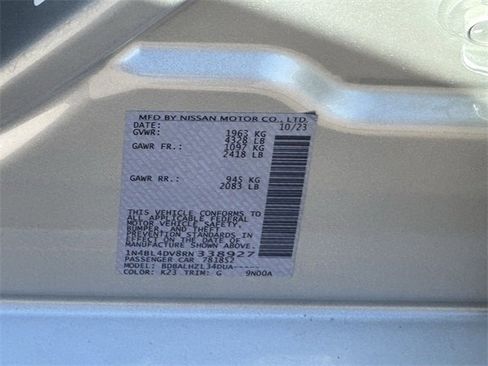 MFD BY NISSAN MOTOR CO., LTD.
DATE: 10/23
GVWR: 1963 KG
4328 LB
GAWR FR.: 1097 KG
2418 LB
GAWR RR.: 945 KG
2083 LB
THIS VEHICLE CONFORMS TO
ALL APPLICABLE FEDERAL
MOTOR VEHICLE SAFETY,
BUMPER, AND THEFT
PREVENTION STANDARDS IN
EFFECT ON THE DATE OF
MANUFACTURE SHOWN ABOVE.
1N4BL4DV8RN338927
PASSENGER CAR 781852
MODEL: BDBALHZL34DUA-----
COLOR: K23 TRIM: G 9N00A